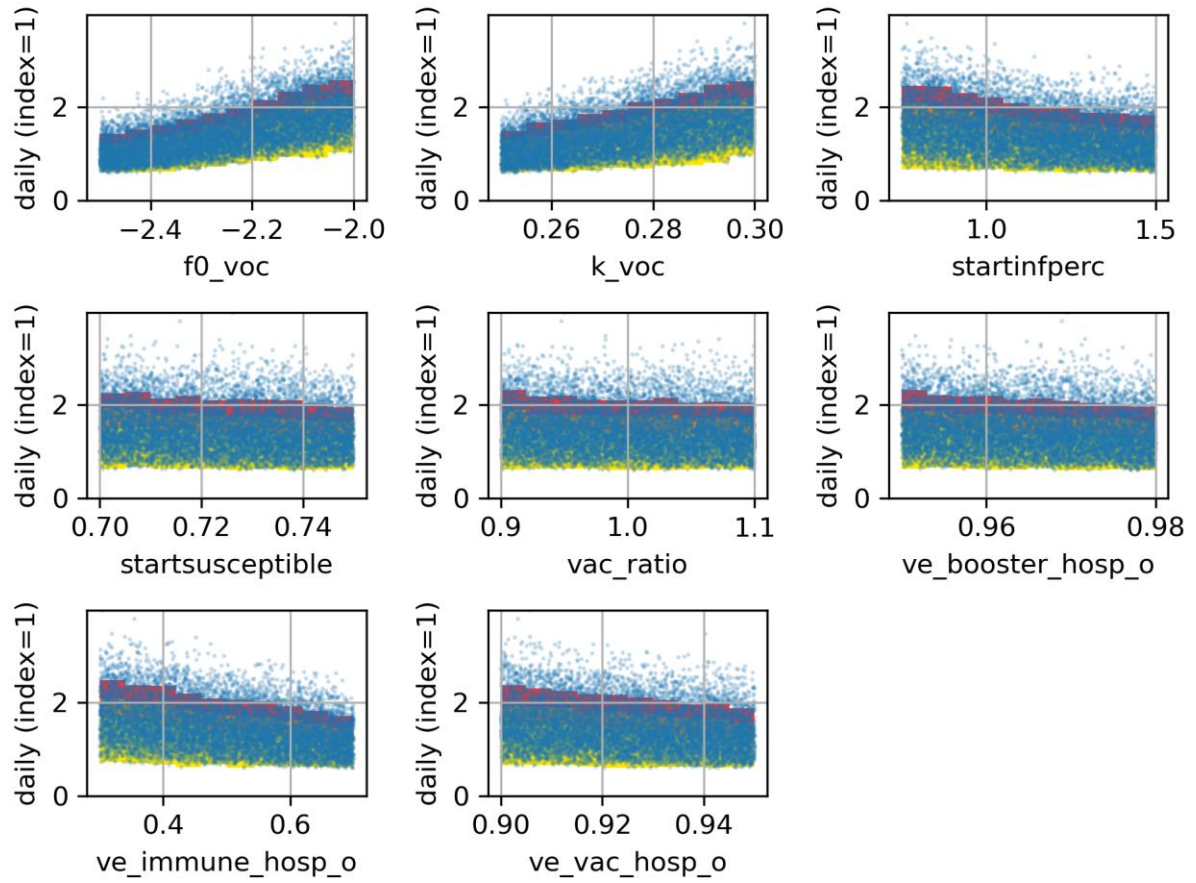 daily (index=1)
2
0
−2.4
−2.2
−2.0
f0_voc
daily (index=1)
2
0
0.26
0.28
0.30
k_voc
daily (index=1)
2
0
1.0
1.5
startinfperc
daily (index=1)
2
0
0.70
0.72
0.74
startsusceptible
daily (index=1)
2
0
0.9
1.0
1.1
vac_ratio
daily (index=1)
2
0
0.96
0.98
ve_booster_hosp_o
daily (index=1)
2
0
0.4
0.6
ve_immune_hosp_o
daily (index=1)
2
0
0.90
0.92
0.94
ve_vac_hosp_o